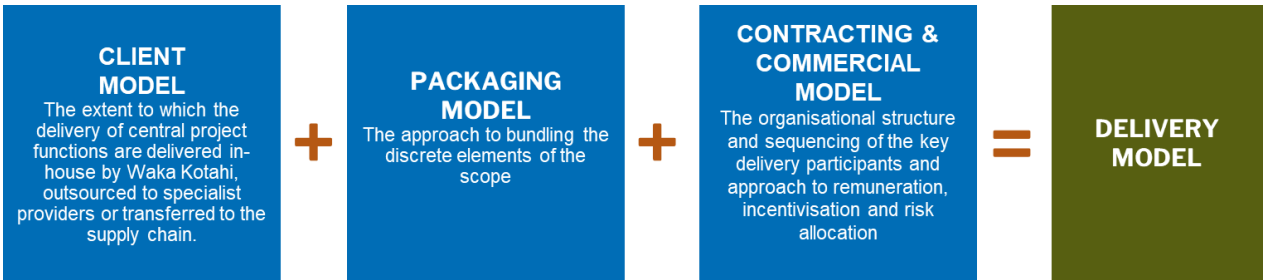 CLIENT
MODEL
The extent to which the
delivery of central project
functions are delivered in-
house by Waka Kotahi,
outsourced to specialist
providers or transferred to the
supply chain.
+
PACKAGING
MODEL
The approach to bundling the
discrete elements of the
scope
+
CONTRACTING &
COMMERCIAL
MODEL
The organisational structure
and sequencing of the key
delivery participants and
approach to remuneration,
incentivisation and risk
allocation
=
DELIVERY
MODEL